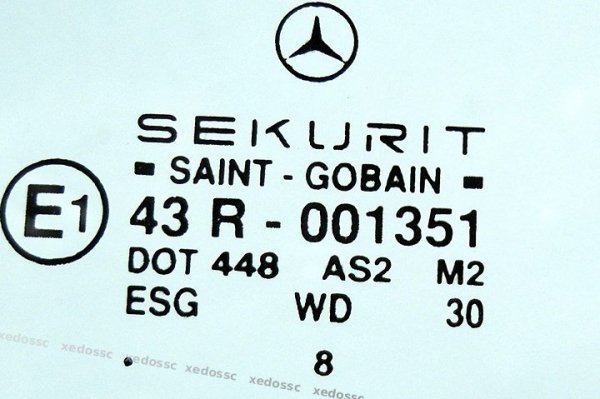 SEKURIT
- SAINT - GOBAIN -
E1
43 R - 001351
DOT 448 AS2 M2
ESG WD 30
. 8
xedossc xedossc xedossc xedossc xedossc xedossc xedossc